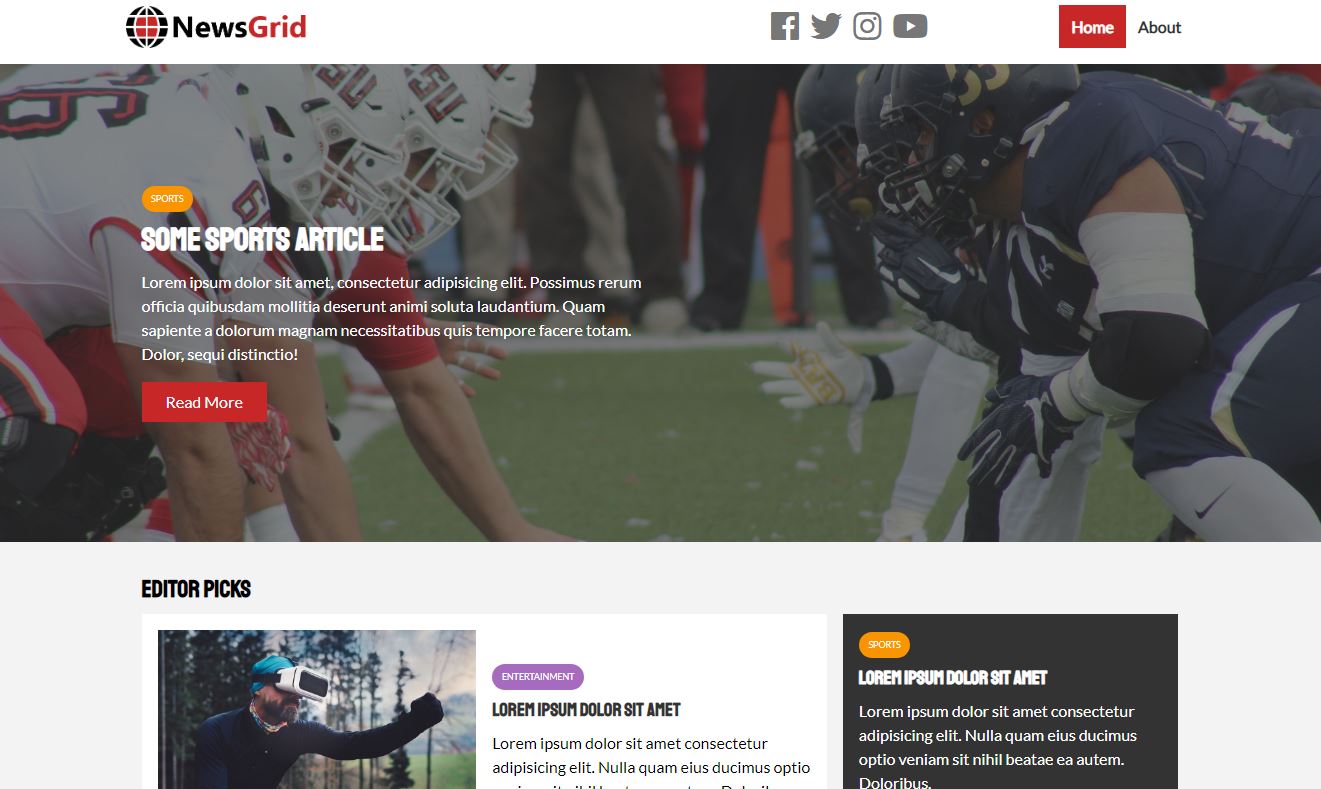 NewsGrid
Home
About
SPORTS
SOME SPORTS ARTICLE
Lorem ipsum dolor sit amet, consectetur adipisicing elit. Possimus rerum
officia quibusdam mollitia deserunt animi soluta laudantium. Quam
sapiente a dolorum magnam necessitatibus quis tempore facere totam.
Dolor, sequi distinctio!
Read More
EDITOR PICKS
ENTERTAINMENT
LOREM IPSUM DOLOR SIT AMET
Lorem ipsum dolor sit amet consectetur
adipisicing elit. Nulla quam eius ducimus optio
SPORTS
LOREM IPSUM DOLOR SIT AMET
Lorem ipsum dolor sit amet consectetur
adipisicing elit. Nulla quam eius ducimus
optio veniam sit nihil beatae ea autem.
Doloribus,